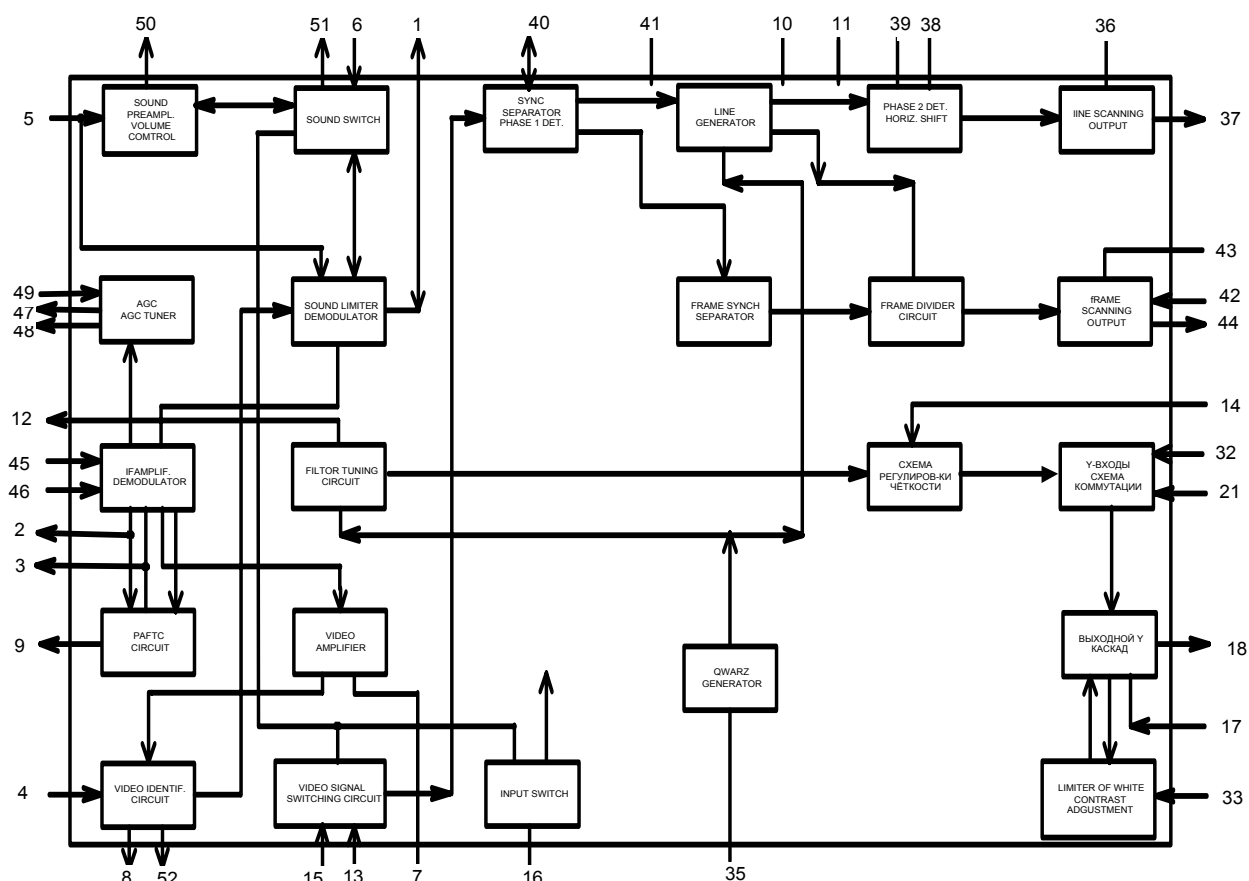 50
51
6
1
40
41
10
11
39
38
36
5
SOUND
PREAMPL.
VOLUME
COMTROL
SOUND SWITCH
SYNC
SEPARATOR
PHASE 1 DET.
LINE
GENERATOR
PHASE 2 DET.
HORIZ. SHIFT
lINE SCANNING
OUTPUT
37
49
47
48
AGC
AGC TUNER
SOUND LIMITER
DEMODULATOR
FRAME SYNCH
SEPARATOR
FRAME DIVIDER
CIRCUIT
fRAME
SCANNING
OUTPUT
43
42
44
12
14
45
46
IFAMPLIF.
DEMODULATOR
FILTOR TUNING
CIRCUIT
СХЕМА
РЕГУЛИРОВ-КИ
ЧЁТКОСТИ
Y-ВХОДЫ
СХЕМА
КОММУТАЦИИ
32
21
2
3
9
PAFTC
CIRCUIT
VIDEO
AMPLIFIER
QWARZ
GENERATOR
ВЫХОДНОЙ Y
КАСКАД
18
17
4
VIDEO IDENTIF.
CIRCUIT
VIDEO SIGNAL
SWITCHING CIRCUIT
INPUT SWITCH
LIMITER OF WHITE
CONTRAST
ADGUSTMENT
33
8
52
15
13
7
16
35